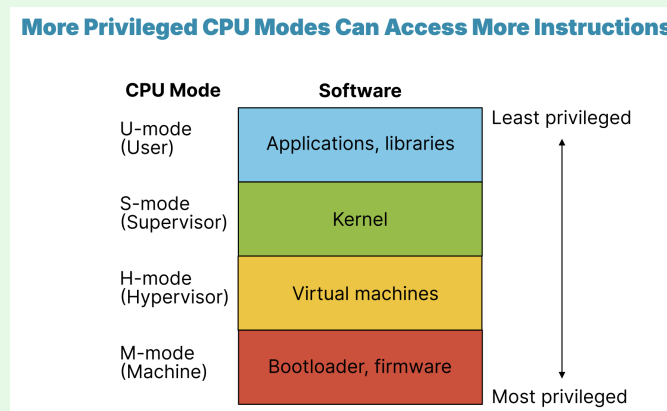 More Privileged CPU Modes Can Access More Instructions
CPU Mode
Software
Least privileged
U-mode
(User)
Applications, libraries
S-mode
(Supervisor)
Kernel
H-mode
(Hypervisor)
Virtual machines
M-mode
(Machine)
Bootloader, firmware
Most privileged